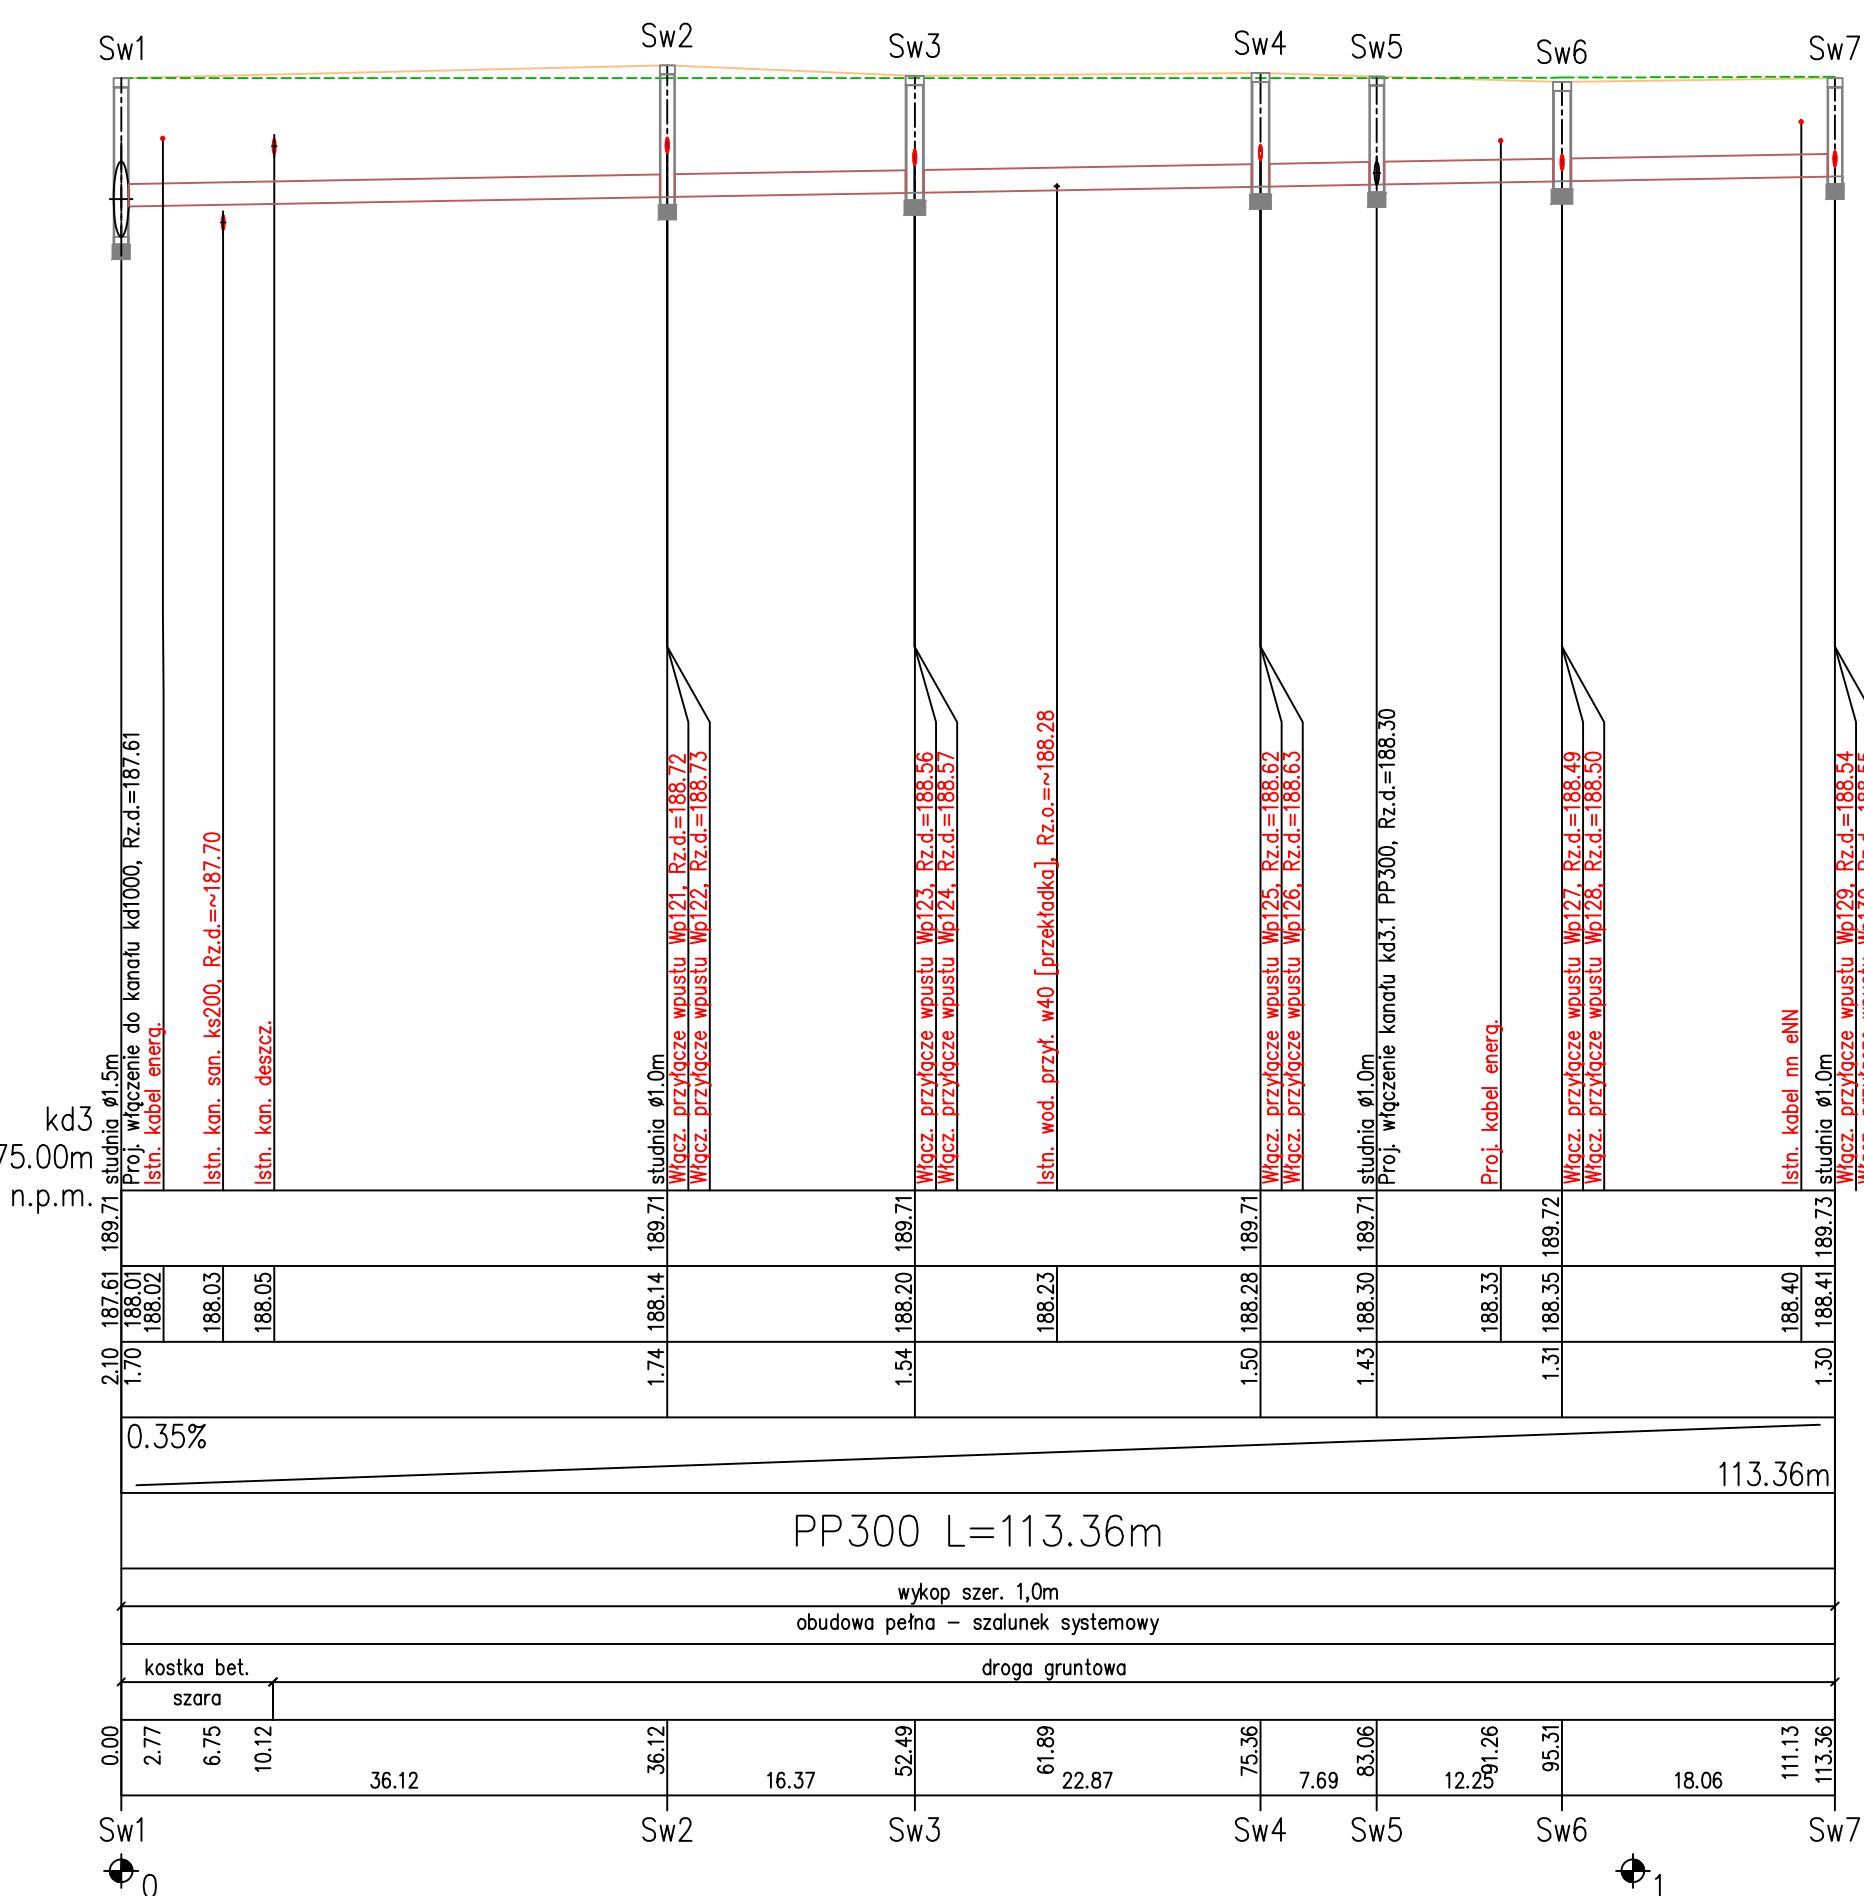 Sw1
Sw2
Sw3
Sw4
Sw5
Sw6
Sw7
kd3
75.00m
n.p.m.
studnia ø1.5m
Proj. włączenie do kanału kd1000, Rz.d.=187.61
Istn. kabel energ.
Istn. kan. san. ks200, Rz.d.=~187.70
Istn. kan. deszcz.
studnia ø1.0m
Włącz. przyłącze wpustu Wp121, Rz.d.=188.72
Włącz. przyłącze wpustu Wp122, Rz.d.=188.73
Włącz. przyłącze wpustu Wp123, Rz.d.=188.56
Włącz. przyłącze wpustu Wp124, Rz.d.=188.57
Istn. wod. przył. w40 [przekładka], Rz.o.=~188.28
Włącz. przyłącze wpustu Wp125, Rz.d.=188.62
Włącz. przyłącze wpustu Wp126, Rz.d.=188.63
studnia ø1.0m
Proj. włączenie kanału kd3.1 PP300, Rz.d.=188.30
Proj. kabel energ.
Włącz. przyłącze wpustu Wp127, Rz.d.=188.49
Włącz. przyłącze wpustu Wp128, Rz.d.=188.50
Istn. kabel nn eNN
studnia ø1.0m
Włącz. przyłącze wpustu Wp129, Rz.d.=188.54
189.71
189.71
189.71
189.71
189.71
189.72
189.73
187.61
188.01
188.02
188.03
188.05
188.14
188.20
188.23
188.28
188.30
188.33
188.35
188.40
188.41
2.10
1.70
1.74
1.54
1.50
1.43
1.31
1.30
0.35%
113.36m
PP300 L=113.36m
wykop szer. 1,0m
obudowa pełna – szalunek systemowy
kostka bet.
szara
droga gruntowa
0.00
2.77
6.75
10.12
36.12
52.49
61.89
75.36
83.06
91.26
95.31
111.13
113.36
36.12
16.37
22.87
7.69
12.25
18.06
Sw1
Sw2
Sw3
Sw4
Sw5
Sw6
Sw7
0
1